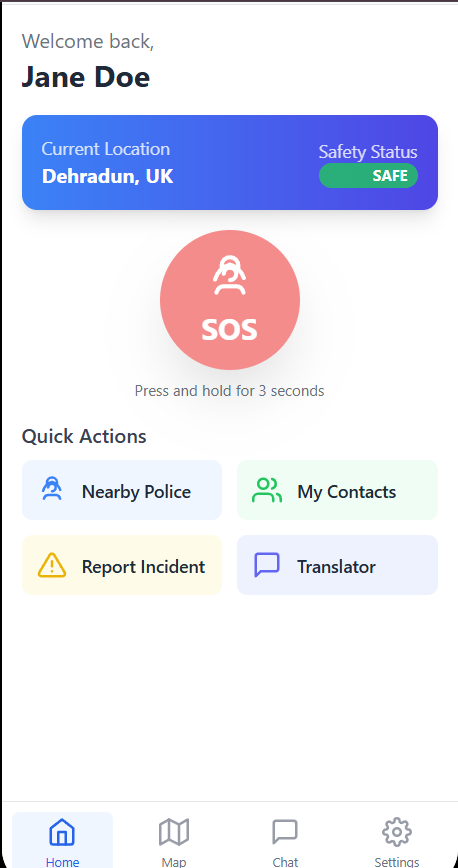 Welcome back,
Jane Doe
Current Location
Dehradun, UK
Safety Status
SAFE
SOS
Press and hold for 3 seconds
Quick Actions
Nearby Police
My Contacts
Report Incident
Translator
Home
Map
Chat
Settings